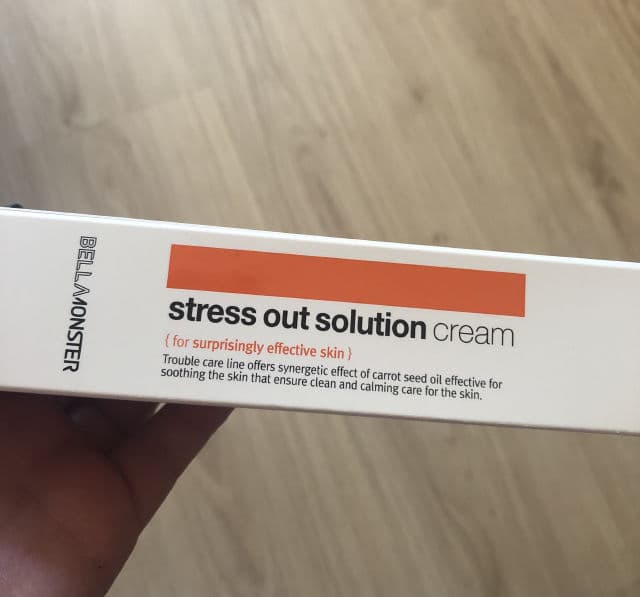 BELLAMONSTER
stress out solution cream
{ for surprisingly effective skin }
Trouble care line offers synergetic effect of carrot seed oil effective for
soothing the skin that ensure clean and calming care for the skin.